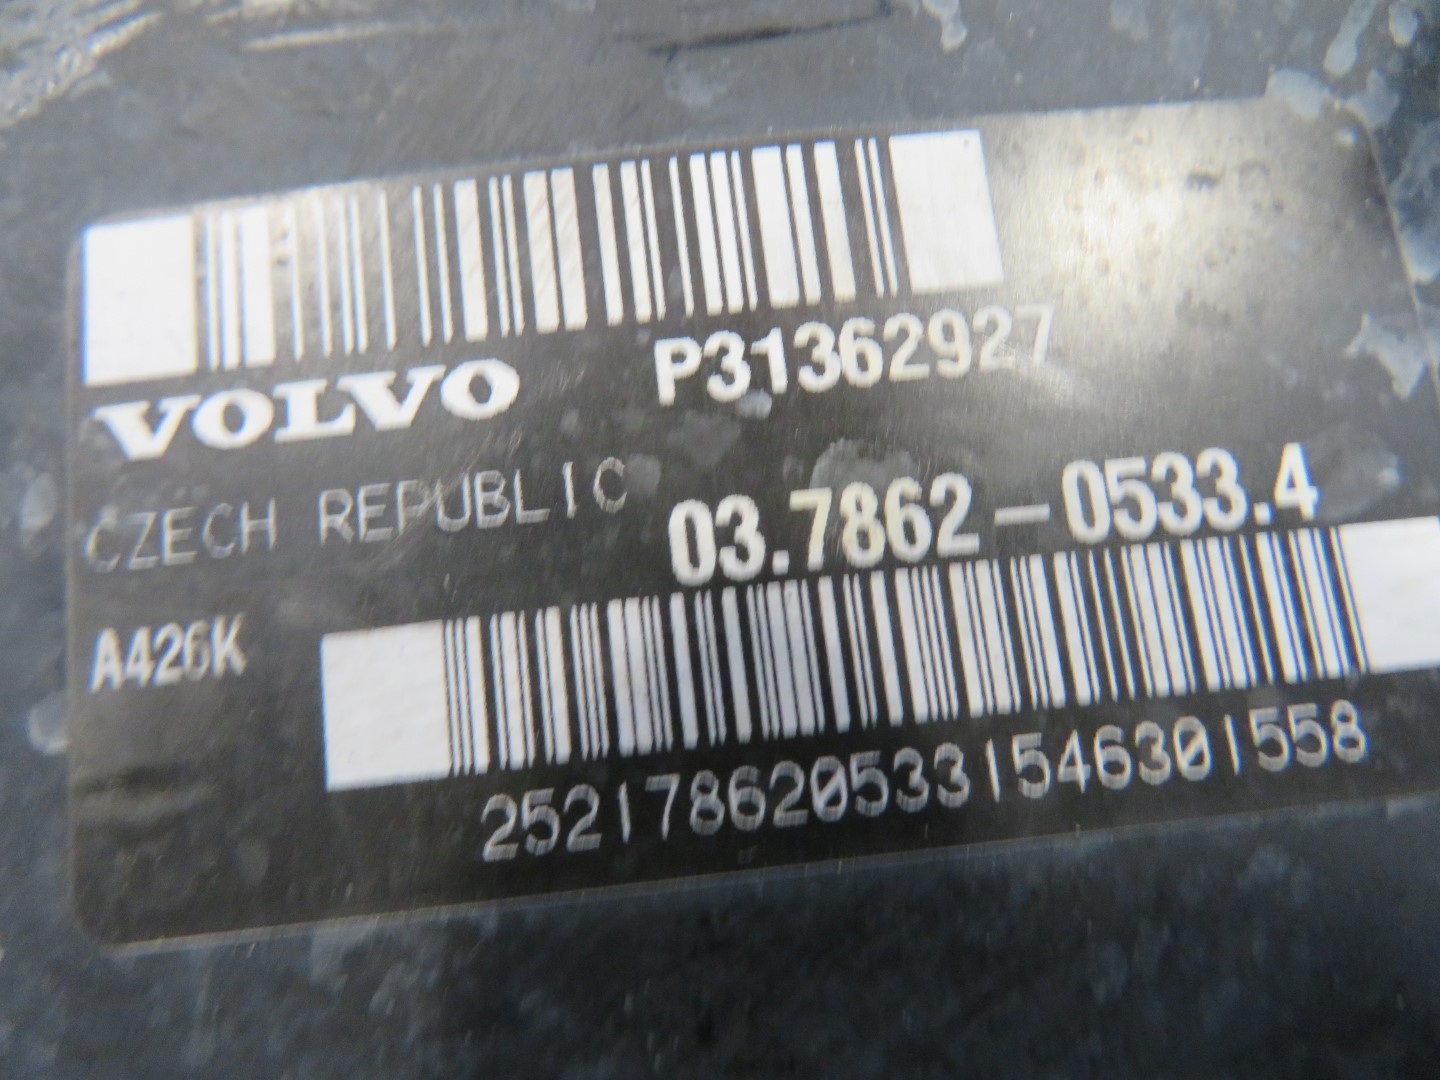 P31362927
VOLVO
CZECH REPUBLIC
03.7862-0533.4
A426K
2521786205331546301558